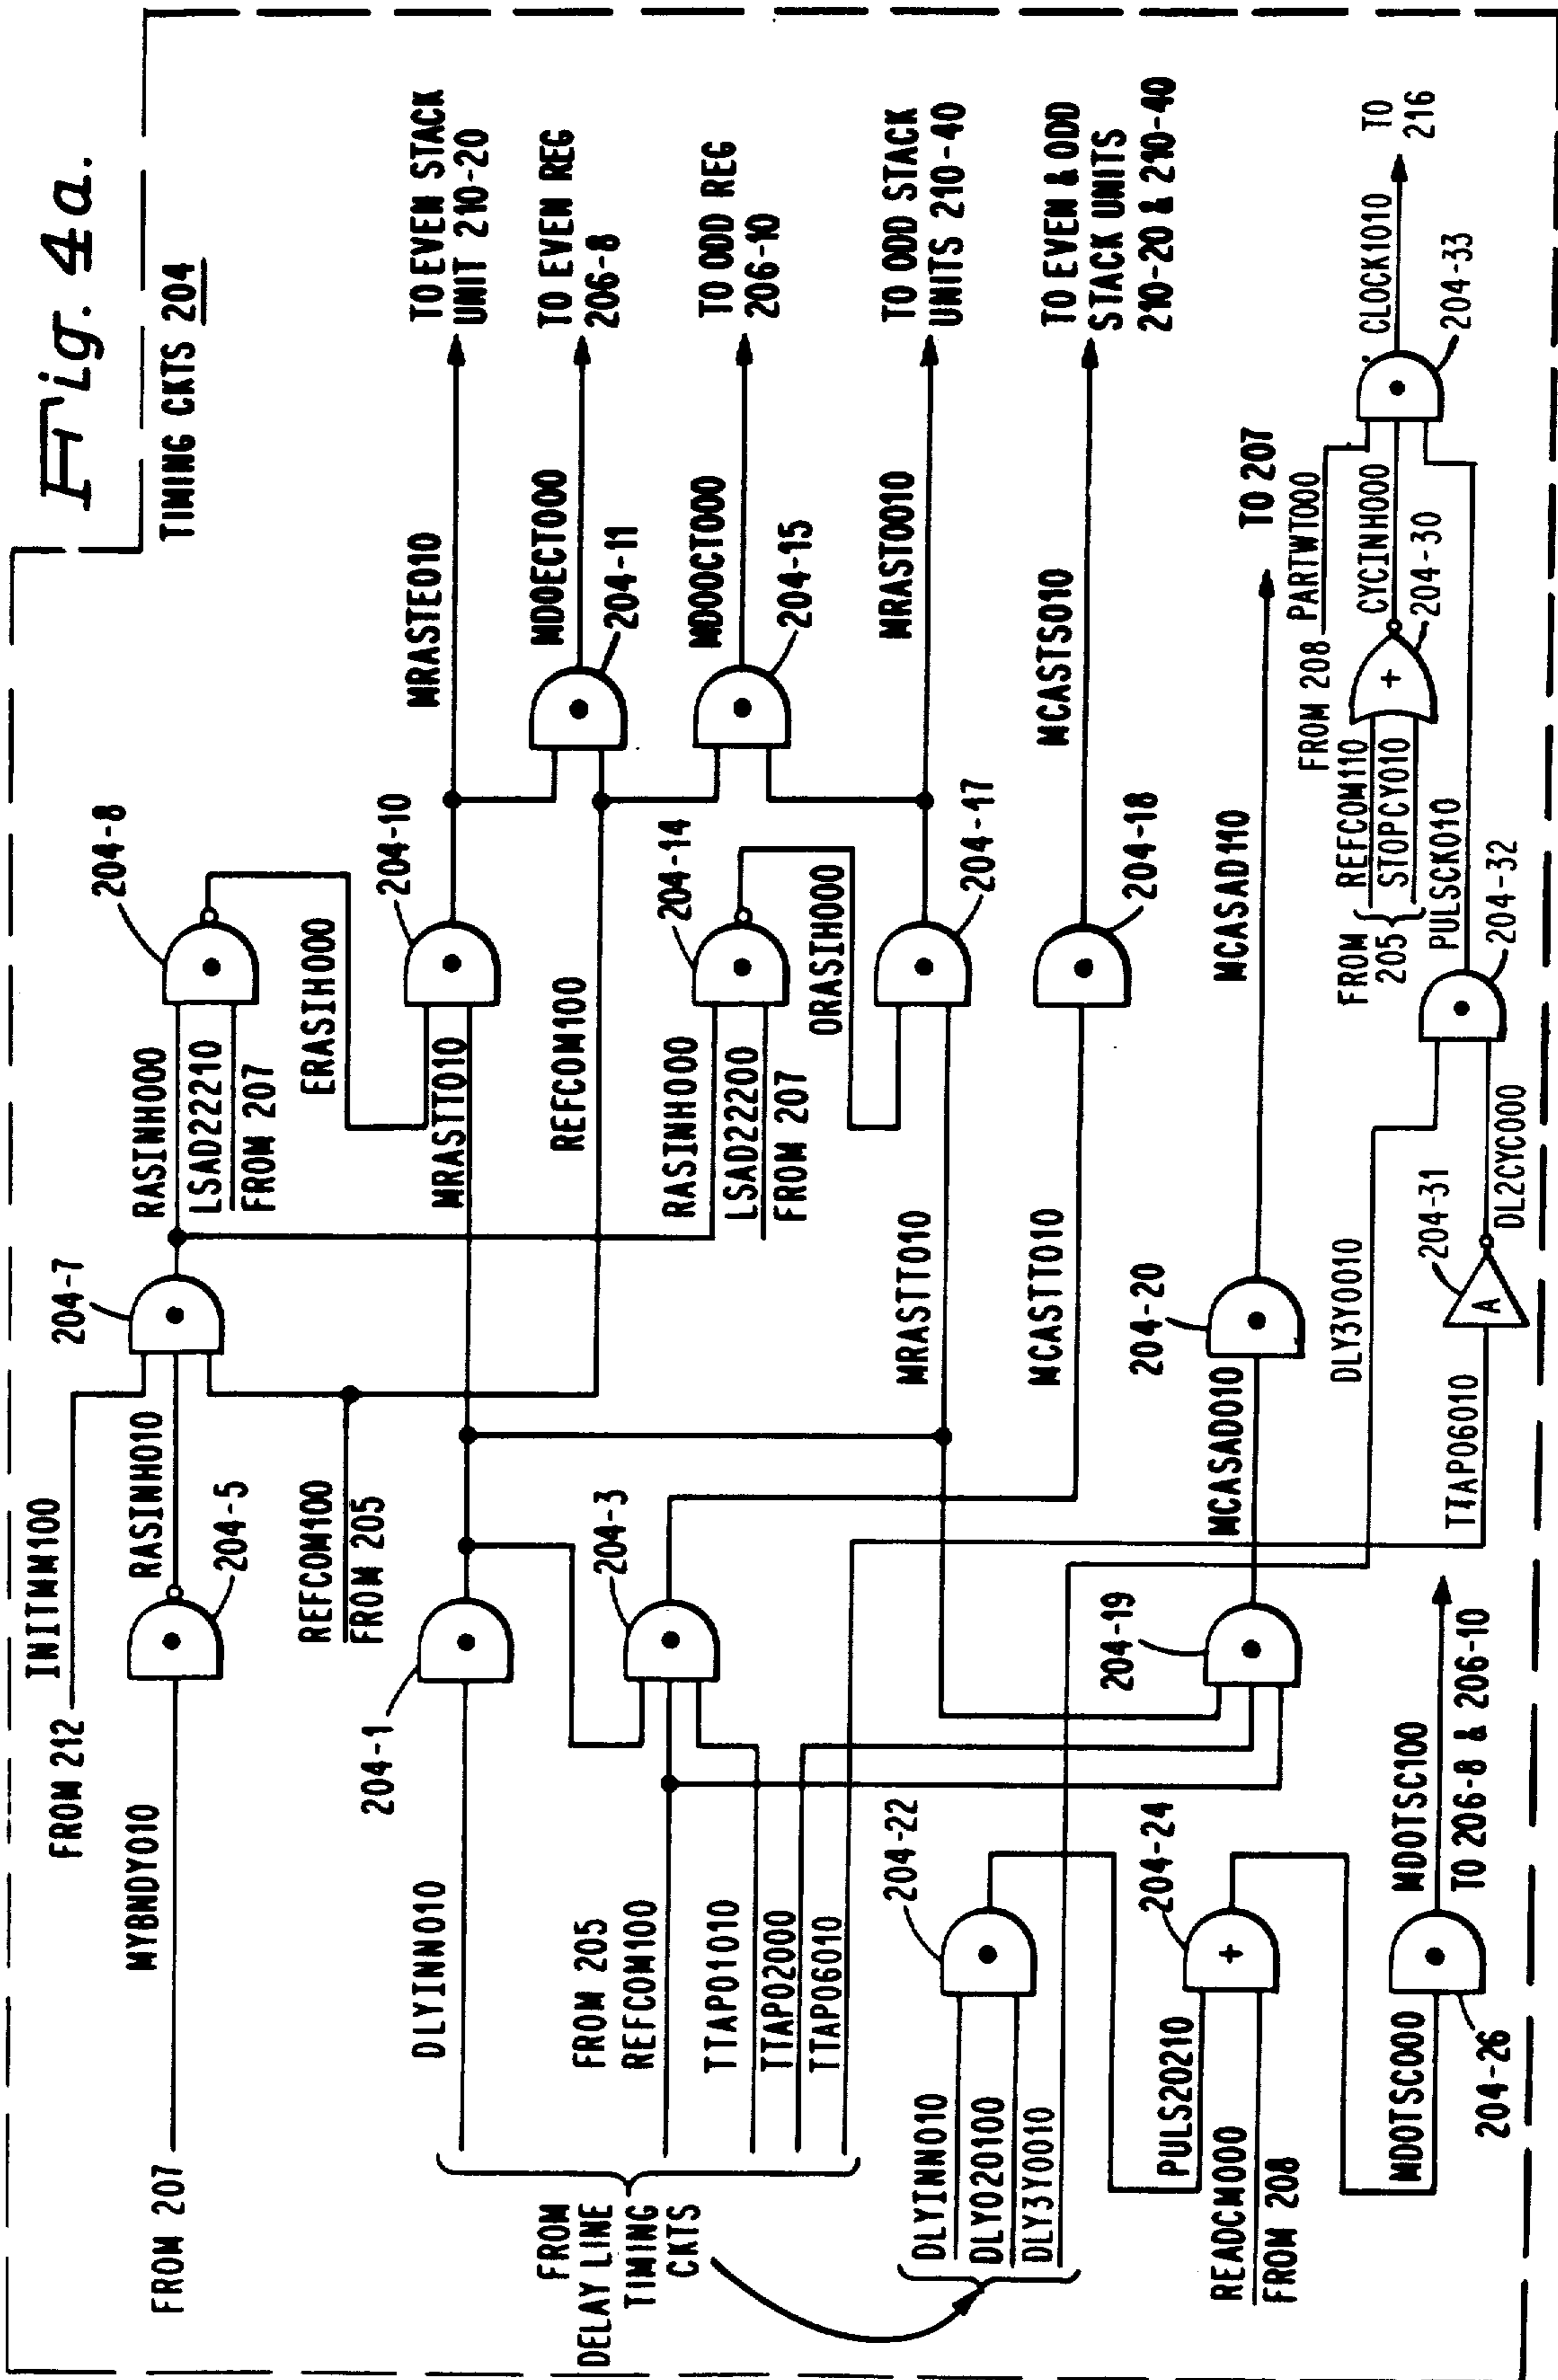 Fig. 4a.
TIMING CKTS 204
FROM 207
MYBNDY010
204-5
RASINH010
FROM 212
INITMM100
204-7
REFCOM100
FROM 205
RASINH000
LSAD22210
FROM 207
204-8
ERASIH000
DLYINN010
204-1
MRASTT010
204-10
MRASTE010
TO EVEN STACK
UNIT 210-20
REFCOM100
MDOECT000
204-11
TO EVEN REG
206-8
RASINH000
LSAD22200
FROM 207
204-14
ORASIH000
MDOOCT000
204-15
TO ODD REG
206-10
MRASTT010
204-17
MRASTO010
TO ODD STACK
UNITS 210-40
FROM
DELAY LINE
TIMING
CKTS
FROM 205
REFCOM100
TTAP01010
TTAP02000
TTAP06010
204-3
MCASTT010
204-18
MCASTS010
TO EVEN & ODD
STACK UNITS
210-20 & 210-40
204-19
MCASAD010
204-20
MCASAD110
TO 207
DLYINN010
DLY020100
DLY3Y0010
204-22
PULS20210
READCM000
FROM 208
204-24
MDOTSC000
204-26
MDOTSC100
TO 206-8 & 206-10
DLY3Y0010
TTAP06010
A
204-31
DL2CYC000
204-32
PULSCK010
FROM
205
REFCOM110
STOPCY010
+
204-30
CYCINH000
FROM 208
PARTWT000
204-33
CLOCK1010
TO
216
+